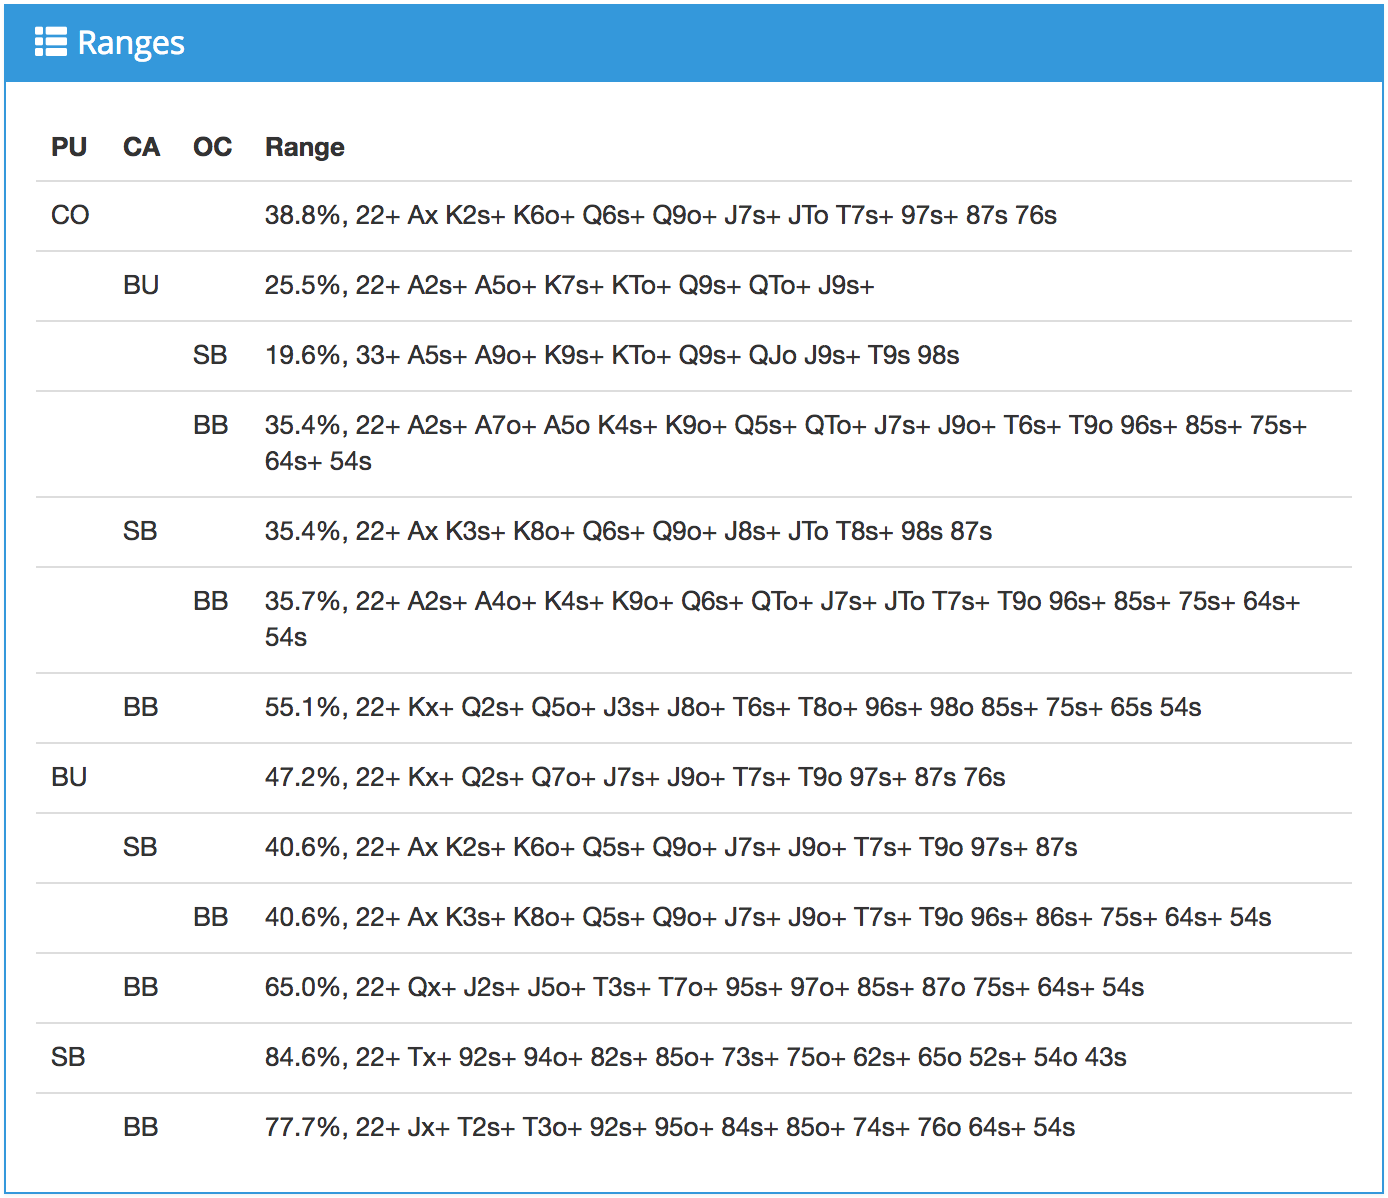 Ranges
PU CA OC Range
CO 38.8%, 22+ Ax K2s+ K6o+ Q6s+ Q9o+ J7s+ JTo T7s+ 97s+ 87s 76s
BU 25.5%, 22+ A2s+ A5o+ K7s+ KTo+ Q9s+ QTo+ J9s+
SB 19.6%, 33+ A5s+ A9o+ K9s+ KTo+ Q9s+ QJo J9s+ T9s 98s
BB 35.4%, 22+ A2s+ A7o+ A5o K4s+ K9o+ Q5s+ QTo+ J7s+ J9o+ T6s+ T9o 96s+ 85s+ 75s+
64s+ 54s
SB 35.4%, 22+ Ax K3s+ K8o+ Q6s+ Q9o+ J8s+ JTo T8s+ 98s 87s
BB 35.7%, 22+ A2s+ A4o+ K4s+ K9o+ Q6s+ QTo+ J7s+ JTo T7s+ T9o 96s+ 85s+ 75s+ 64s+
54s
BB 55.1%, 22+ Kx+ Q2s+ Q5o+ J3s+ J8o+ T6s+ T8o+ 96s+ 98o 85s+ 75s+ 65s 54s
BU 47.2%, 22+ Kx+ Q2s+ Q7o+ J7s+ J9o+ T7s+ T9o 97s+ 87s 76s
SB 40.6%, 22+ Ax K2s+ K6o+ Q5s+ Q9o+ J7s+ J9o+ T7s+ T9o 97s+ 87s
BB 40.6%, 22+ Ax K3s+ K8o+ Q5s+ Q9o+ J7s+ J9o+ T7s+ T9o 96s+ 86s+ 75s+ 64s+ 54s
BB 65.0%, 22+ Qx+ J2s+ J5o+ T3s+ T7o+ 95s+ 97o+ 85s+ 87o 75s+ 64s+ 54s
SB 84.6%, 22+ Tx+ 92s+ 94o+ 82s+ 85o+ 73s+ 75o+ 62s+ 65o 52s+ 54o 43s
BB 77.7%, 22+ Jx+ T2s+ T3o+ 92s+ 95o+ 84s+ 85o+ 74s+ 76o 64s+ 54s